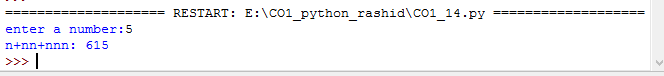 ==================== RESTART: E:\CO1_python_rashid\CO1_14.py ===================
enter a number:5
n+nn+nnn: 615
>>>